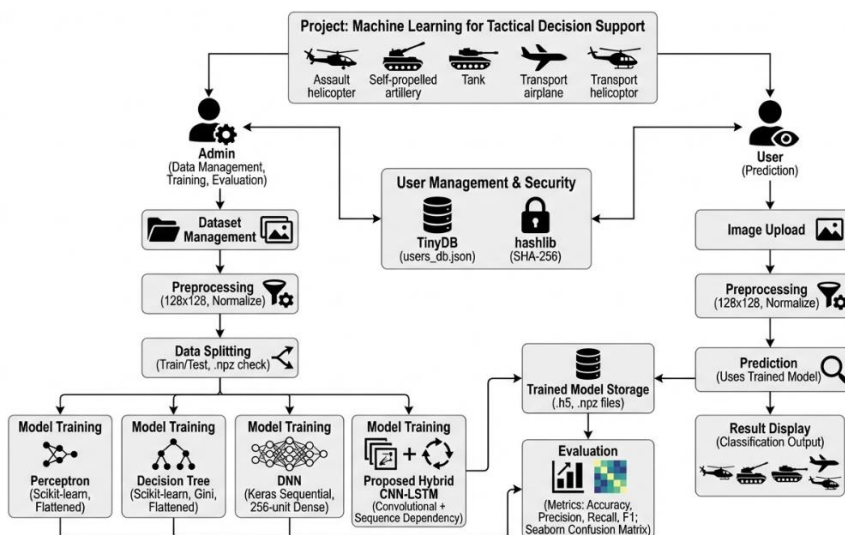 Project: Machine Learning for Tactical Decision Support
Assault
helicopter
Self-propelled
artillery
Tank
Transport
airplane
Transport
helicoptor
Admin
(Data Management,
Training, Evaluation)
User
(Prediction)
User Management & Security
TinyDB
(users_db.json)
hashlib
(SHA-256)
Dataset
Management
Image Upload
Preprocessing
(128x128, Normalize)
Preprocessing
(128x128, Normalize)
Data Splitting
(Train/Test, .npz check)
Trained Model Storage
(.h5, .npz files)
Prediction
(Uses Trained Model)
Model Training
Perceptron
(Scikit-learn,
Flattened)
Model Training
Decision Tree
(Scikit-learn, Gini,
Flattened)
Model Training
DNN
(Keras Sequential,
256-unit Dense)
Model Training
Proposed Hybrid
CNN-LSTM
(Convolutional +
Sequence Dependency)
Evaluation
(Metrics: Accuracy,
Precision, Recall, F1;
Seaborn Confusion Matrix)
Result Display
(Classification Output)